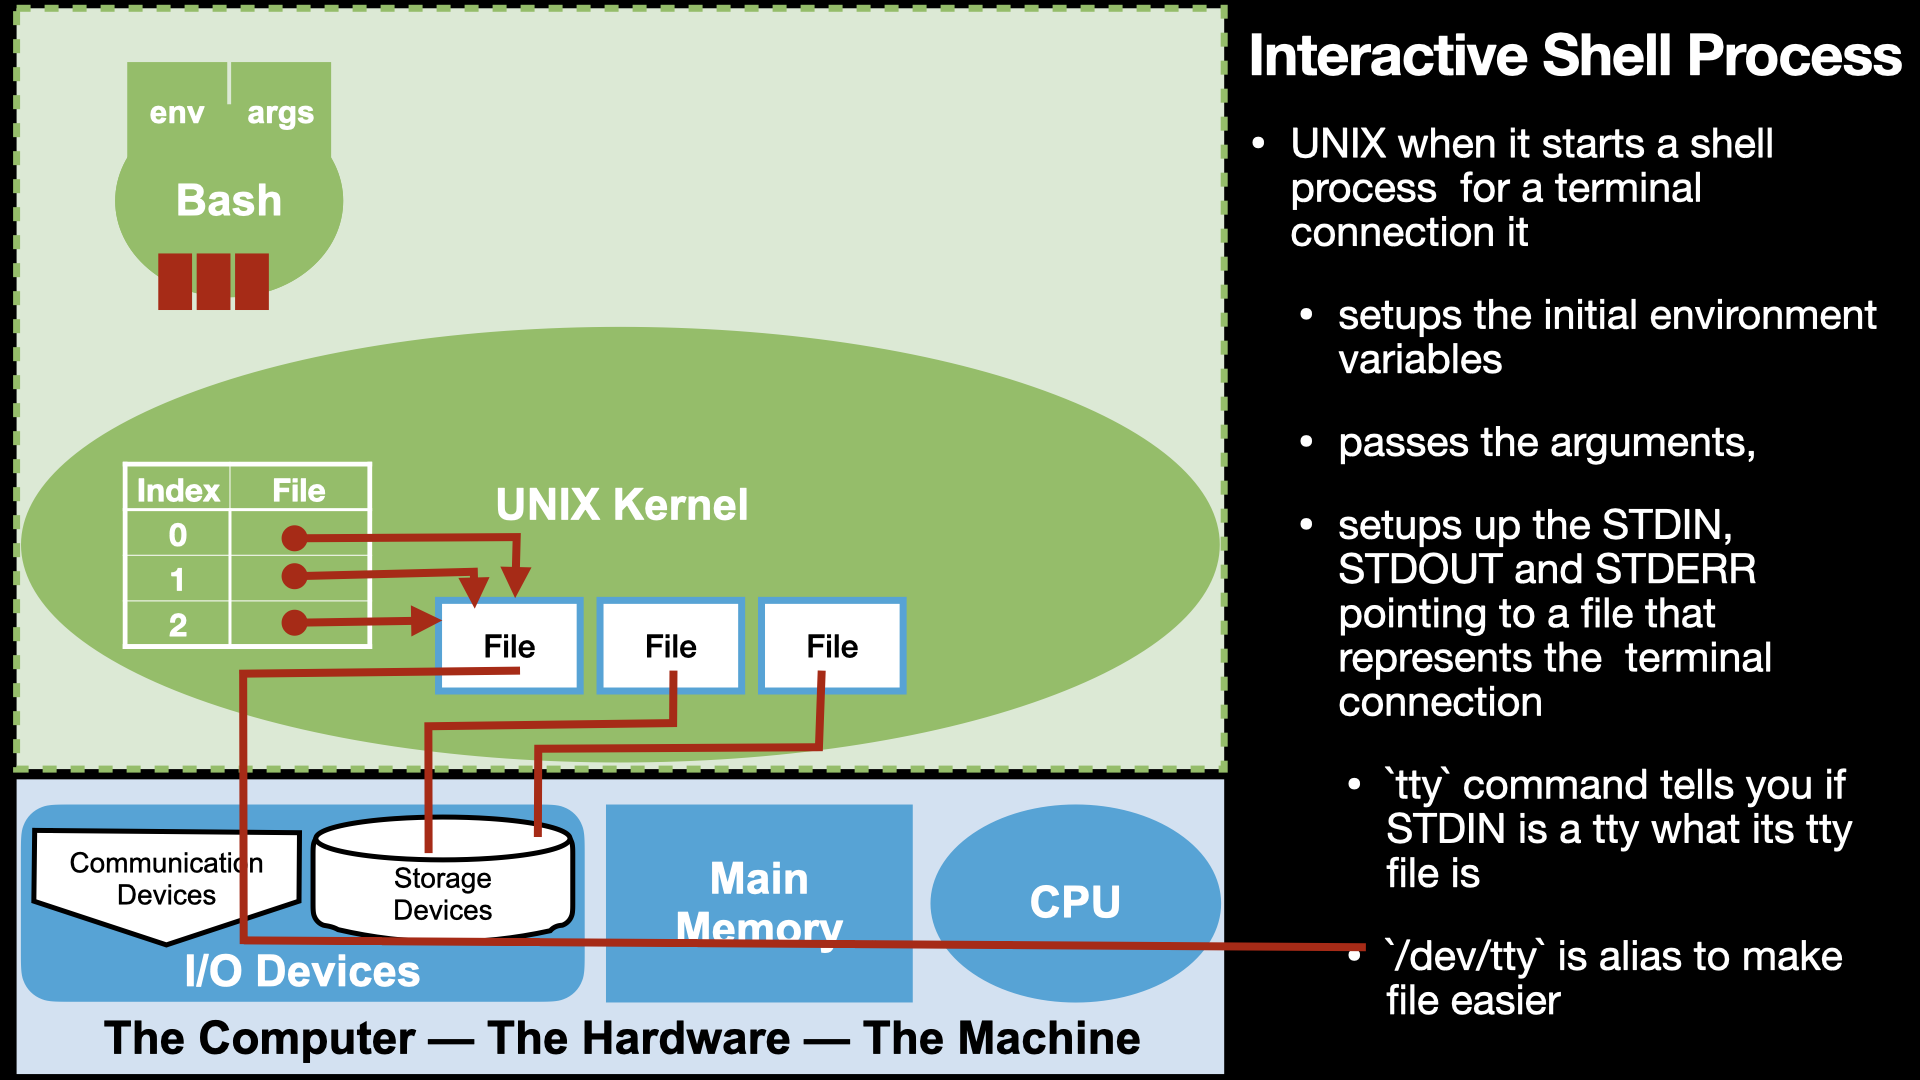 env args
Bash
Index File
0
1
2
UNIX Kernel
File File File
Communication
Devices
Storage
Devices
I/O Devices
Main
Memory
CPU
The Computer — The Hardware — The Machine
Interactive Shell Process
• UNIX when it starts a shell
process for a terminal
connection it
• setups the initial environment
variables
• passes the arguments,
• setups up the STDIN,
STDOUT and STDERR
pointing to a file that
represents the terminal
connection
• `tty` command tells you if
STDIN is a tty what its tty
file is
• `/dev/tty` is alias to make
file easier